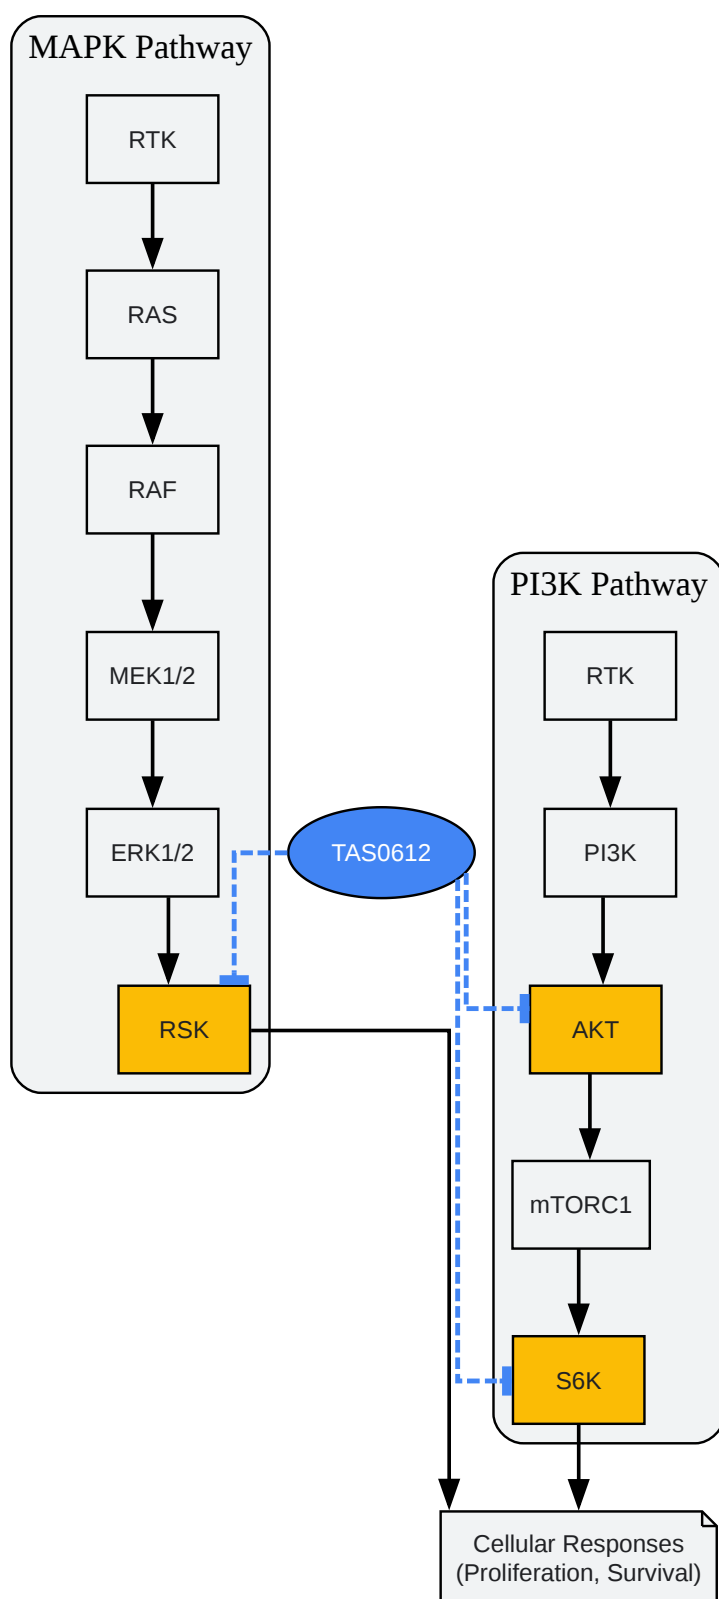 MAPK Pathway
RTK
RAS
RAF
MEK1/2
ERK1/2
RSK
TAS0612
PI3K Pathway
RTK
PI3K
AKT
mTORC1
S6K
Cellular Responses
(Proliferation, Survival)